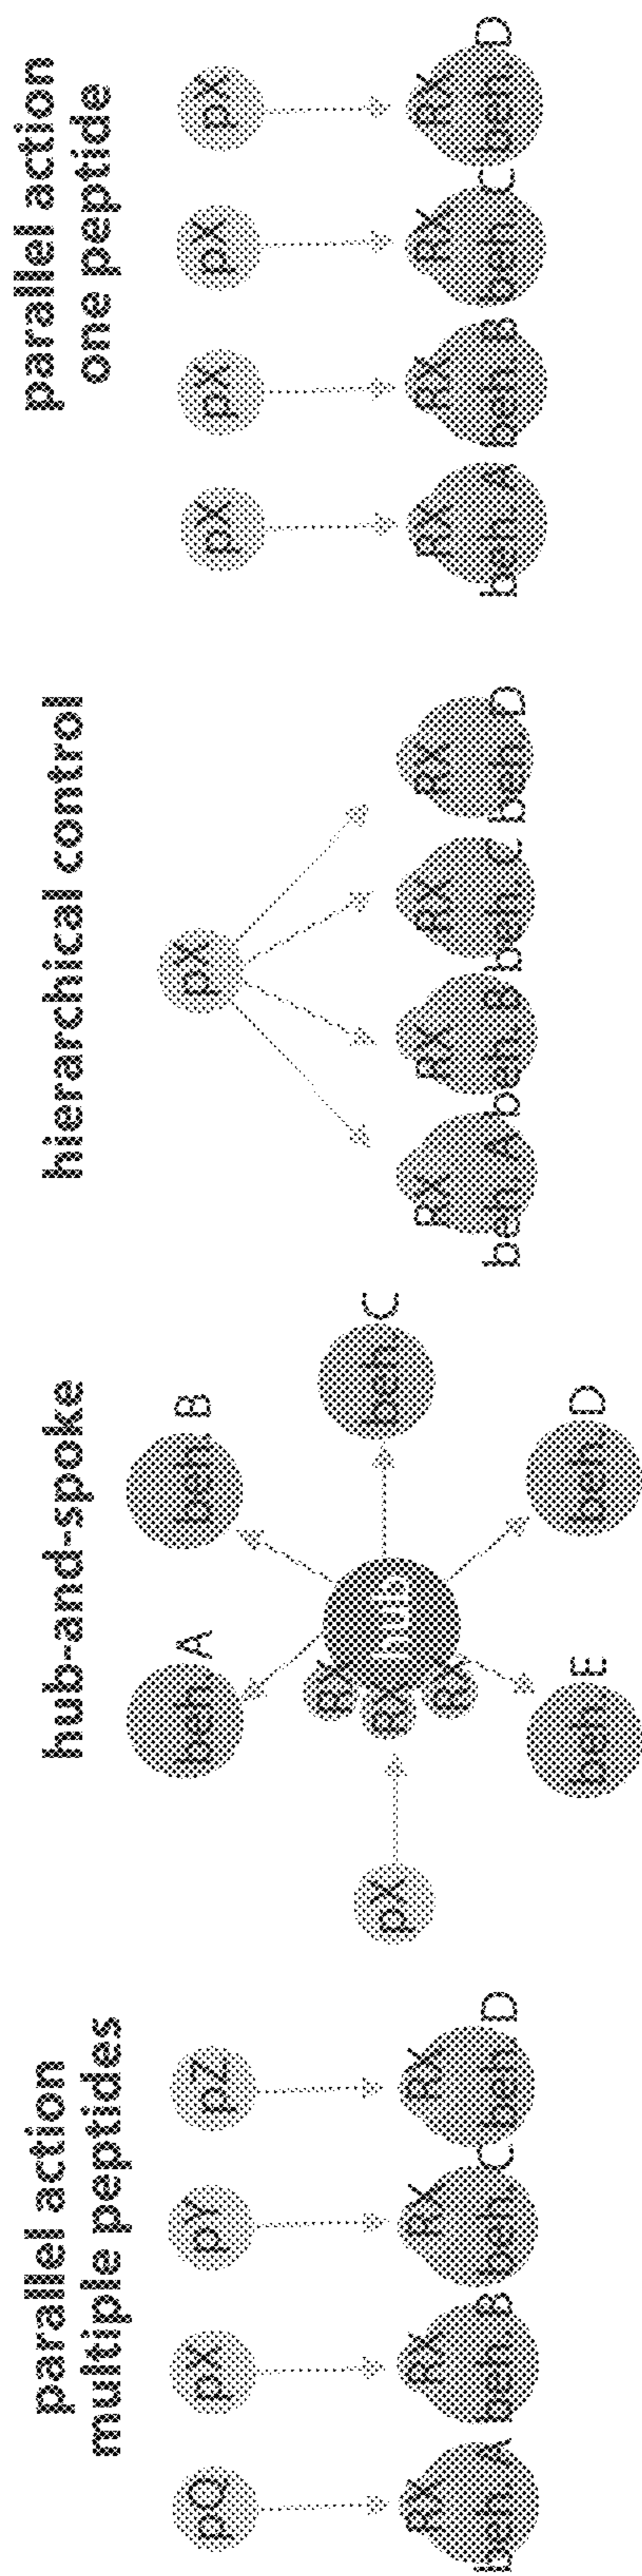 parallel action
multiple peptides
pQ
pX
pY
pZ
RX
RX
RX
RX
beh. A
beh. B
beh. C
beh. D
hub-and-spoke
beh. A
beh. B
pX
RX
RX
RX
hub
beh. C
beh. E
beh. D
hierarchical control
pX
RX
RX
RX
RX
beh. A
beh. B
beh. C
beh. D
parallel action
one peptide
pX
pX
pX
pX
RX
RX
RX
RX
beh. A
beh. B
beh. C
beh. D